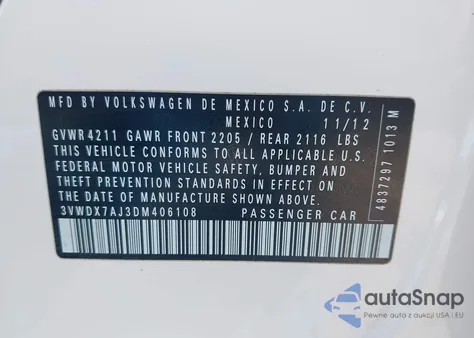 MFD BY VOLKSWAGEN DE MEXICO S.A. DE C.V.
MEXICO 11/12
GVWR 4211 GAWR FRONT 2205 / REAR 2116 LBS
THIS VEHICLE CONFORMS TO ALL APPLICABLE
FEDERAL MOTOR VEHICLE SAFETY, BUMPER AND
THEFT PREVENTION STANDARDS IN EFFECT ON
THE DATE OF MANUFACTURE SHOWN ABOVE.
3VWDX7AJ3DM406108 PASSENGER CAR
4837297 1013 M
autoSnap
Pewne auta z aukcji USA i EU